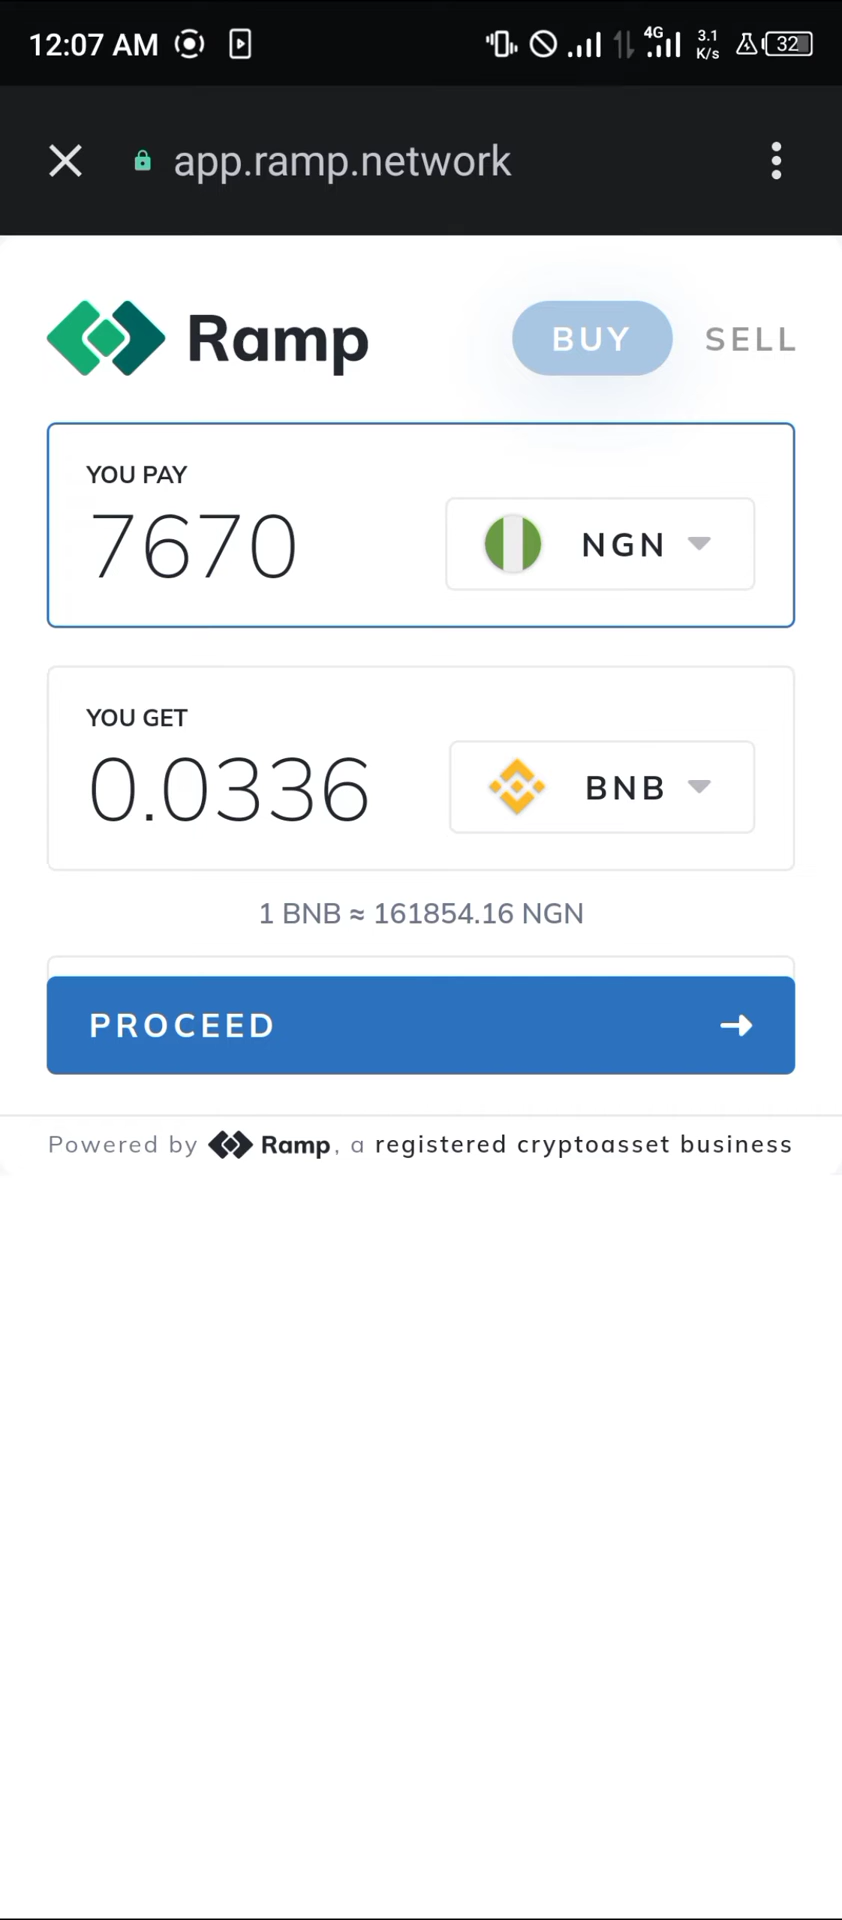 12:07 AM 4G 3.1 K/s 32
app.ramp.network
Ramp BUY SELL
YOU PAY
7670 NGN
YOU GET
0.0336 BNB
1 BNB ≈ 161854.16 NGN
PROCEED
Powered by Ramp, a registered cryptoasset business